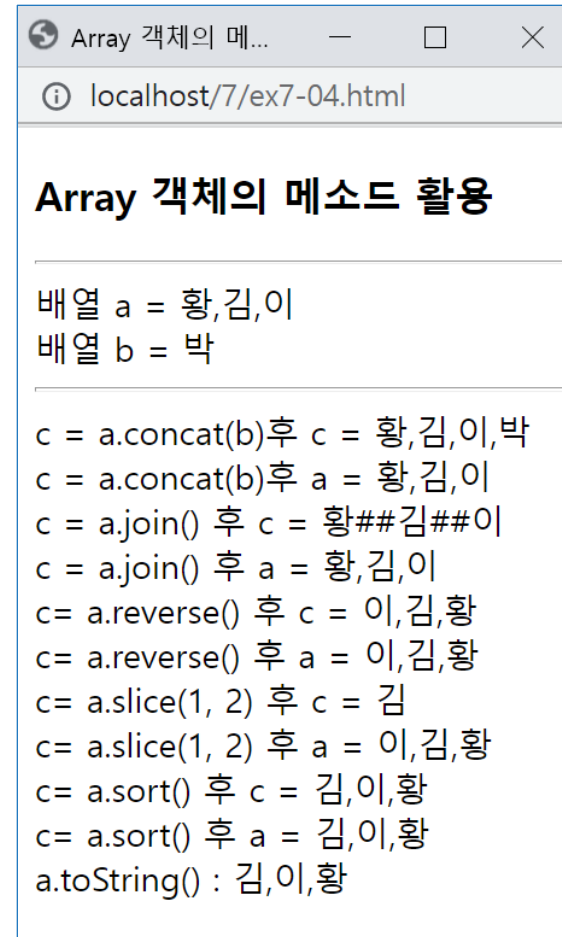 Array 객체의 메...
localhost/7/ex7-04.html
Array 객체의 메소드 활용
배열 a = 황,김,이
배열 b = 박
c = a.concat(b)후 c = 황,김,이,박
c = a.concat(b)후 a = 황,김,이
c = a.join() 후 c = 황##김##이
c = a.join() 후 a = 황,김,이
c= a.reverse() 후 c = 이,김,황
c= a.reverse() 후 a = 이,김,황
c= a.slice(1, 2) 후 c = 김
c= a.slice(1, 2) 후 a = 이,김,황
c= a.sort() 후 c = 김,이,황
c= a.sort() 후 a = 김,이,황
a.toString() : 김,이,황